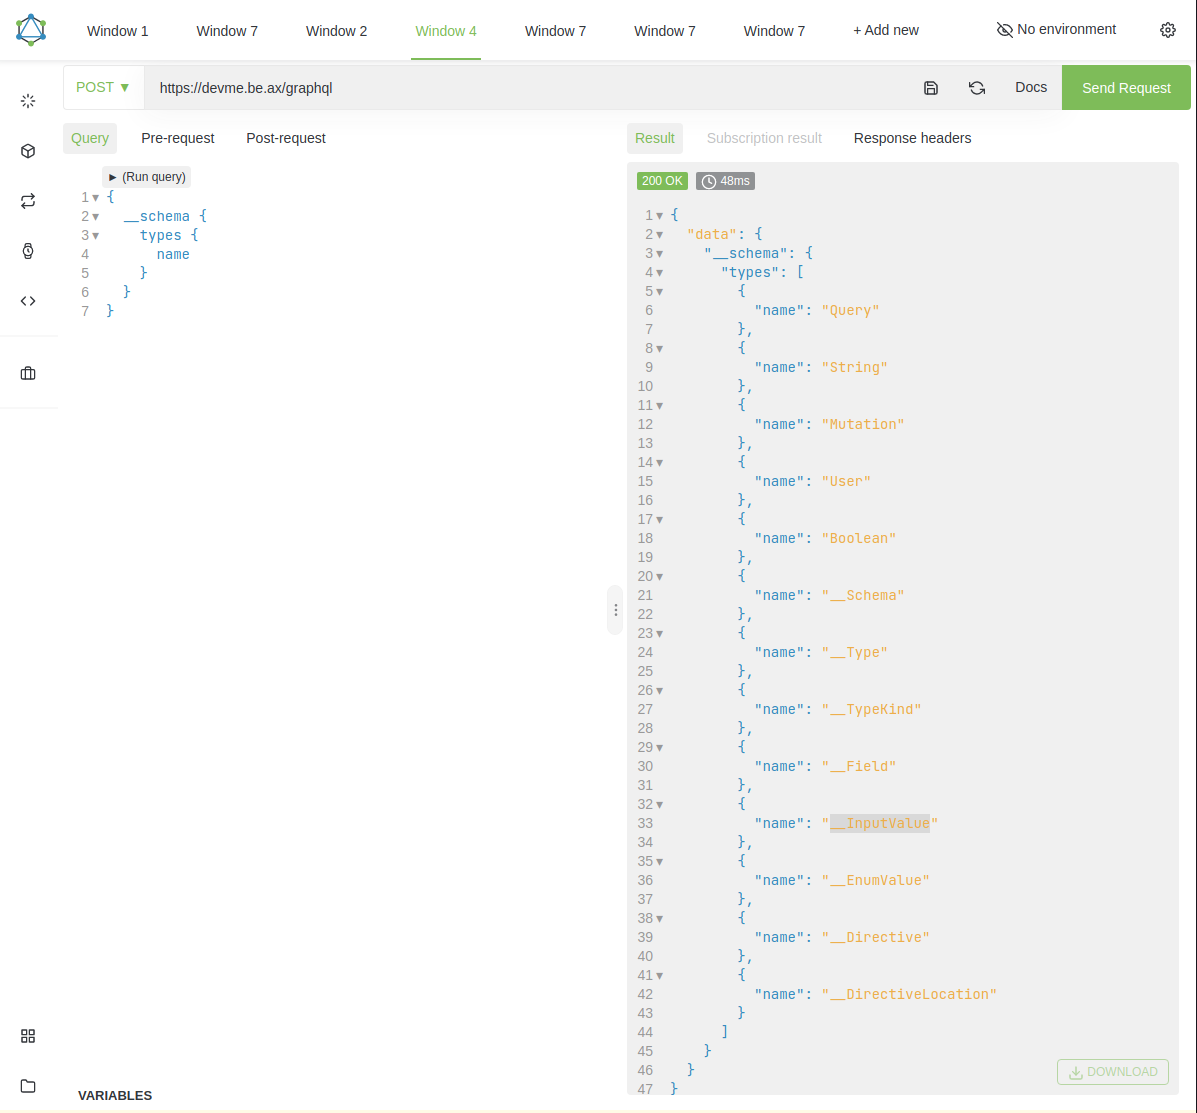 Window 1 Window 7 Window 2 Window 4 Window 7 Window 7 Window 7 + Add new No environment
POST ▼ https://devme.be.ax/graphql Docs Send Request
Query Pre-request Post-request
Result Subscription result Response headers
► (Run query)
1 ▼ {
2 ▼ __schema {
3 ▼ types {
4 name
5 }
6 }
7 }
VARIABLES
200 OK 48ms
1 ▼ {
2 ▼ "data": {
3 ▼ "__schema": {
4 ▼ "types": [
5 ▼ {
6 "name": "Query"
7 },
8 ▼ {
9 "name": "String"
10 },
11 ▼ {
12 "name": "Mutation"
13 },
14 ▼ {
15 "name": "User"
16 },
17 ▼ {
18 "name": "Boolean"
19 },
20 ▼ {
21 "name": "__Schema"
22 },
23 ▼ {
24 "name": "__Type"
25 },
26 ▼ {
27 "name": "__TypeKind"
28 },
29 ▼ {
30 "name": "__Field"
31 },
32 ▼ {
33 "name": "__InputValue"
34 },
35 ▼ {
36 "name": "__EnumValue"
37 },
38 ▼ {
39 "name": "__Directive"
40 },
41 ▼ {
42 "name": "__DirectiveLocation"
43 }
44 ]
45 }
46 }
47 }
DOWNLOAD